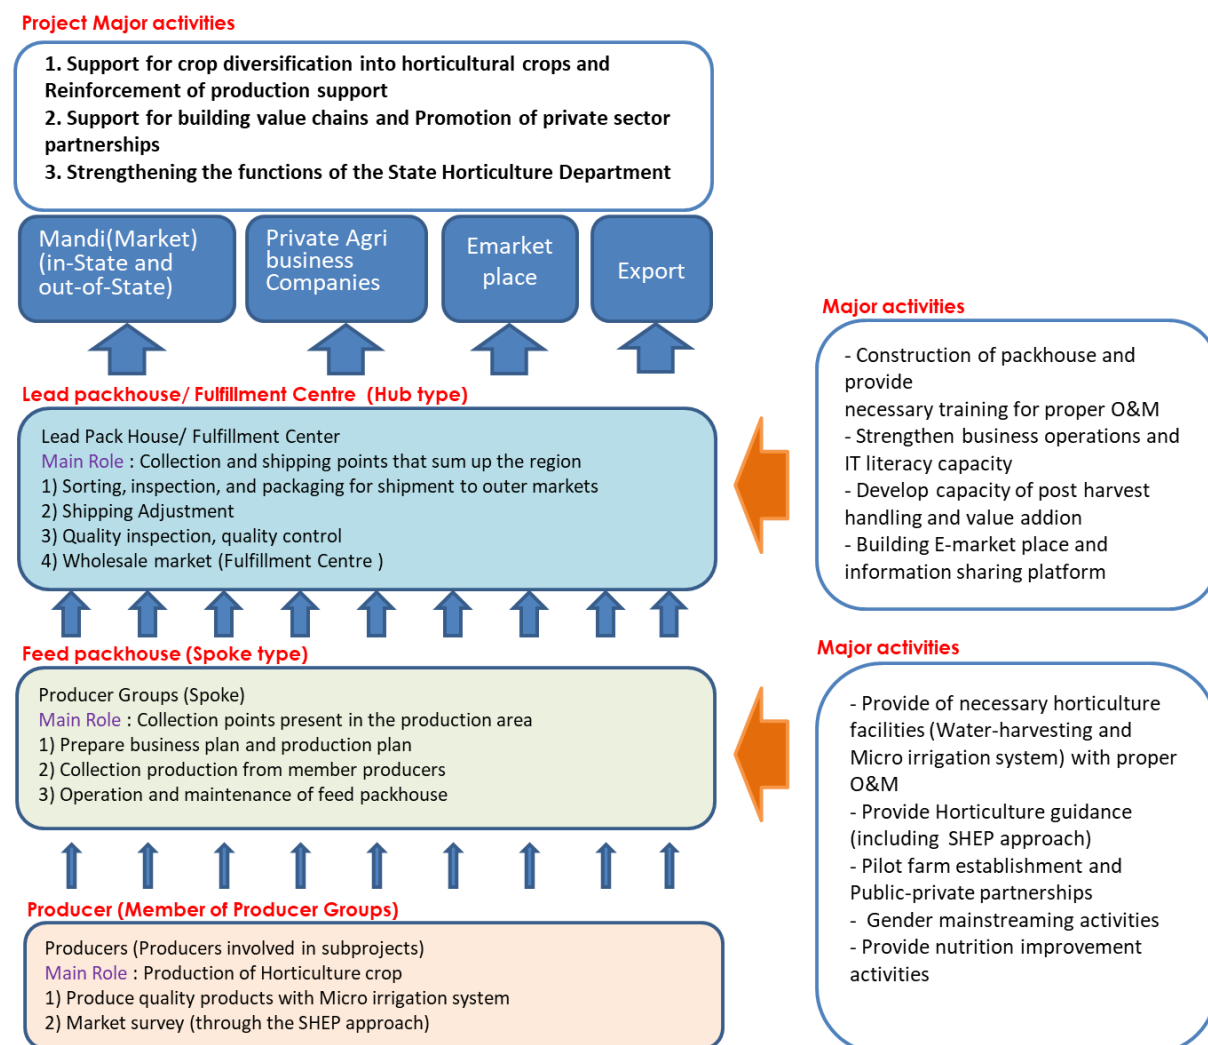 Project Major activities
1. Support for crop diversification into horticultural crops and
Reinforcement of production support
2. Support for building value chains and Promotion of private sector
partnerships
3. Strengthening the functions of the State Horticulture Department
Mandi(Market)
(in-State and
out-of-State)
Private Agri
business
Companies
Emarket
place
Export
Lead packhouse/ Fulfillment Centre (Hub type)
Lead Pack House/ Fulfillment Center
Main Role : Collection and shipping points that sum up the region
1) Sorting, inspection, and packaging for shipment to outer markets
2) Shipping Adjustment
3) Quality inspection, quality control
4) Wholesale market (Fulfillment Centre )
Major activities
- Construction of packhouse and
provide
necessary training for proper O&M
- Strengthen business operations and
IT literacy capacity
- Develop capacity of post harvest
handling and value addion
- Building E-market place and
information sharing platform
Feed packhouse (Spoke type)
Producer Groups (Spoke)
Main Role : Collection points present in the production area
1) Prepare business plan and production plan
2) Collection production from member producers
3) Operation and maintenance of feed packhouse
Major activities
- Provide of necessary horticulture
facilities (Water-harvesting and
Micro irrigation system) with proper
O&M
- Provide Horticulture guidance
(including SHEP approach)
- Pilot farm establishment and
Public-private partnerships
- Gender mainstreaming activities
- Provide nutrition improvement
activities
Producer (Member of Producer Groups)
Producers (Producers involved in subprojects)
Main Role : Production of Horticulture crop
1) Produce quality products with Micro irrigation system
2) Market survey (through the SHEP approach)